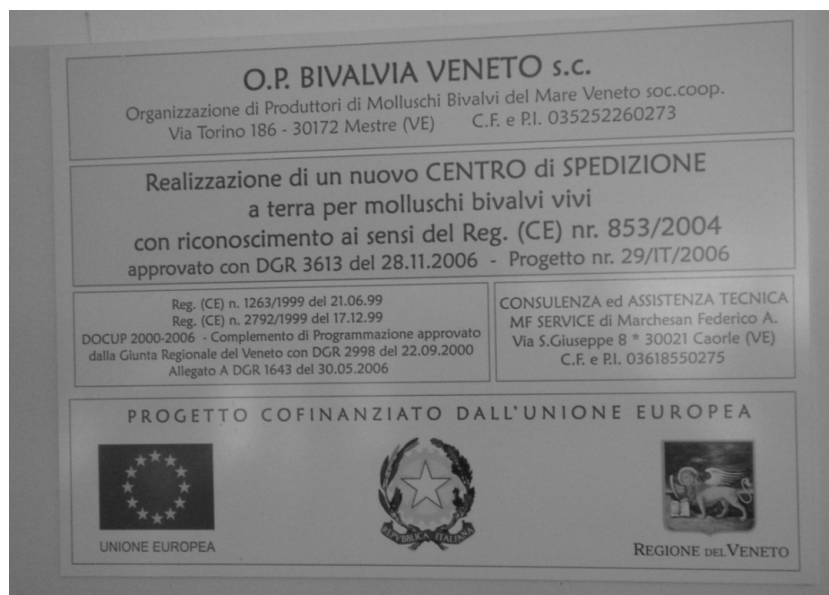 O.P. BIVALVIA VENETO s.c.
Organizzazione di Produttori di Molluschi Bivalvi del Mare Veneto soc.coop.
Via Torino 186 - 30172 Mestre (VE) C.F. e P.I. 035252260273
Realizzazione di un nuovo CENTRO di SPEDIZIONE
a terra per molluschi bivalvi vivi
con riconoscimento ai sensi del Reg. (CE) nr. 853/2004
approvato con DGR 3613 del 28.11.2006 - Progetto nr. 29/IT/2006
Reg. (CE) n. 1263/1999 del 21.06.99
Reg. (CE) n. 2792/1999 del 17.12.99
DOCUP 2000-2006 - Complemento di Programmazione approvato
dalla Giunta Regionale del Veneto con DGR 2998 del 22.09.2000
Allegato A DGR 1643 del 30.05.2006
CONSULENZA ed ASSISTENZA TECNICA
MF SERVICE di Marchesan Federico A.
Via S.Giuseppe 8 * 30021 Caorle (VE)
C.F. e P.I. 03618550275
PROGETTO COFINANZIATO DALL'UNIONE EUROPEA
UNIONE EUROPEA
REPVBBLICA ITALIANA
REGIONE DEL VENETO